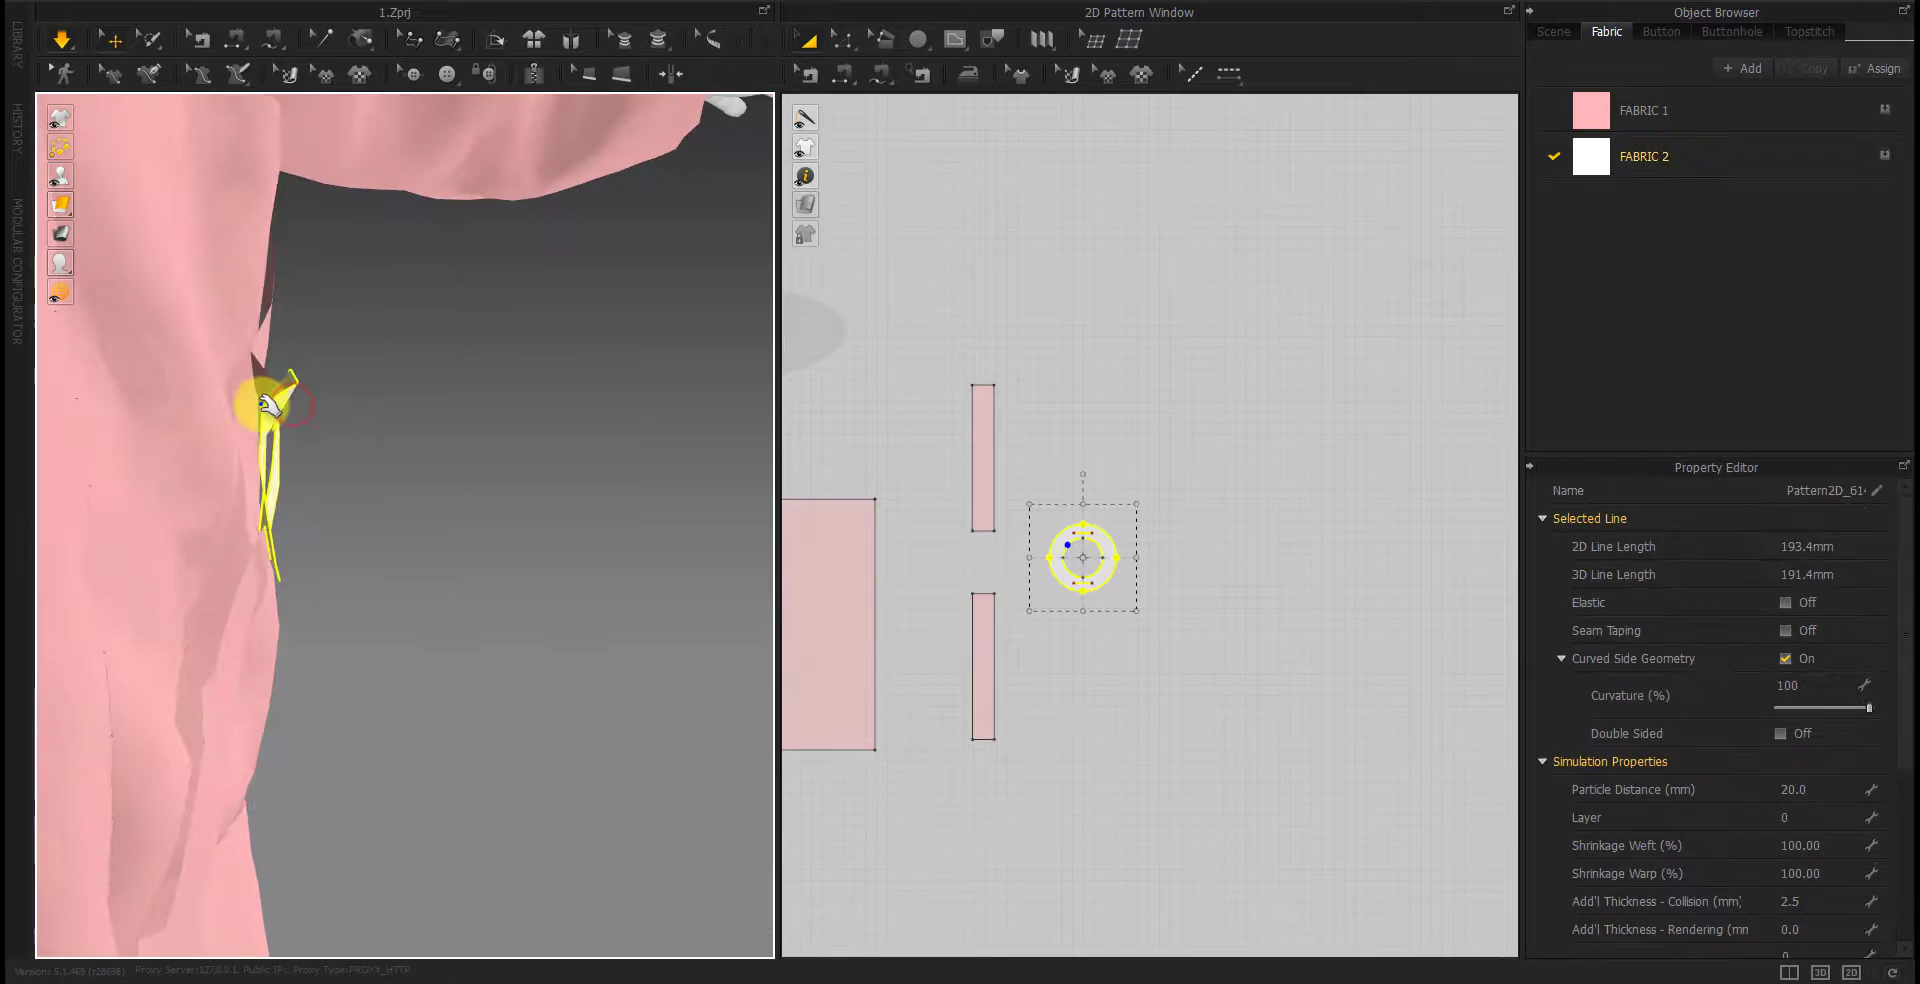 1.Zprj
2D Pattern Window
Object Browser
LIBRARY
HISTORY
MODULAR CONFIGURATOR
Scene Fabric Button Buttonhole Topstitch
+ Add Copy Assign
FABRIC 1
FABRIC 2
Property Editor
Name Pattern2D_61
Selected Line
2D Line Length 193.4mm
3D Line Length 191.4mm
Elastic Off
Seam Taping Off
Curved Side Geometry On
Curvature (%) 100
Double Sided Off
Simulation Properties
Particle Distance (mm) 20.0
Layer 0
Shrinkage Weft (%) 100.00
Shrinkage Warp (%) 100.00
Add'l Thickness - Collision (mm) 2.5
Add'l Thickness - Rendering (mn 0.0
Version: 5.1.469 (r28698) Proxy Server:127.0.0.1, Public IP:, Proxy Type:PROXY_HTTP
3D 2D